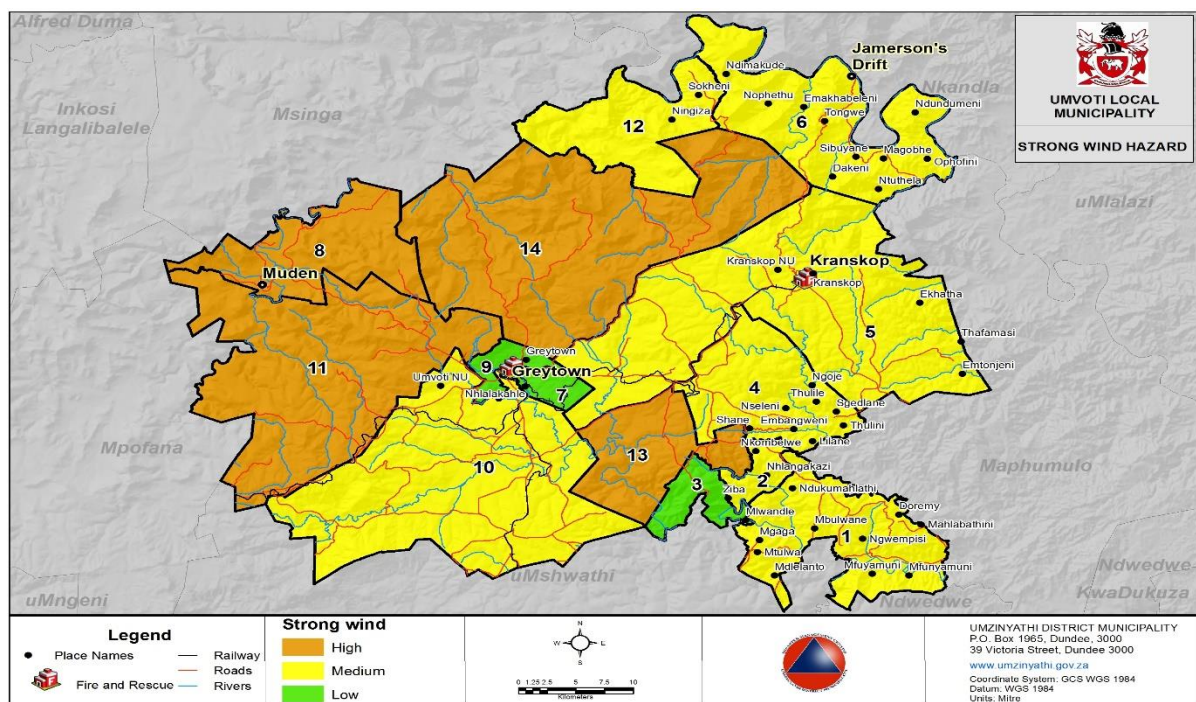 Alfred Duma
Inkosi
Langalibalele
Msinga
Nkandla
uMlalazi
Mpofana
Maphumulo
uMshwathi
uMngeni
Ndwedwe
Ndwedwe-
KwaDukuza
Jamerson's
Drift
Ndimakude
Sokheni
Nophethu
Emakhabeleni
Ndundumeni
Ningiza
Tongwe
12
6
Sibuyane
Magobhe
Opholini
Dakeni
Ntuthela
8
14
Muden
Kranskop
Kranskop NU
Kranskop
Ekhatha
5
Thafamasi
Emtonjeni
11
Greytown
9
Greytown
Umvoti NU
7
Nhlalakahle
4
Ngoje
Thulile
Nseleni
Sgedlane
Shane
Embangweni
Thulini
Nkombelwe
Lilane
10
13
Nhlangakazi
3
Ziba
2
Ndukumahlathi
Mlwandle
Doremy
Mbulwane
Mahlabathini
Mgaga
1
Ngwempisi
Mtulwa
Mdlelanto
Mfuyamuni
Mfunyamuni
UMVOTI LOCAL
MUNICIPALITY
STRONG WIND HAZARD
Legend
Place Names
Fire and Rescue
Railway
Roads
Rivers
Strong wind
High
Medium
Low
N
W E
S
0 1.25 2.5 5 7.5 10
Kilometers
UMZINYATHI DISTRICT MUNICIPALITY
P.O. Box 1965, Dundee, 3000
39 Victoria Street, Dundee 3000
www.umzinyathi.gov.za
Coordinate System: GCS WGS 1984
Datum: WGS 1984
Units: Mitre